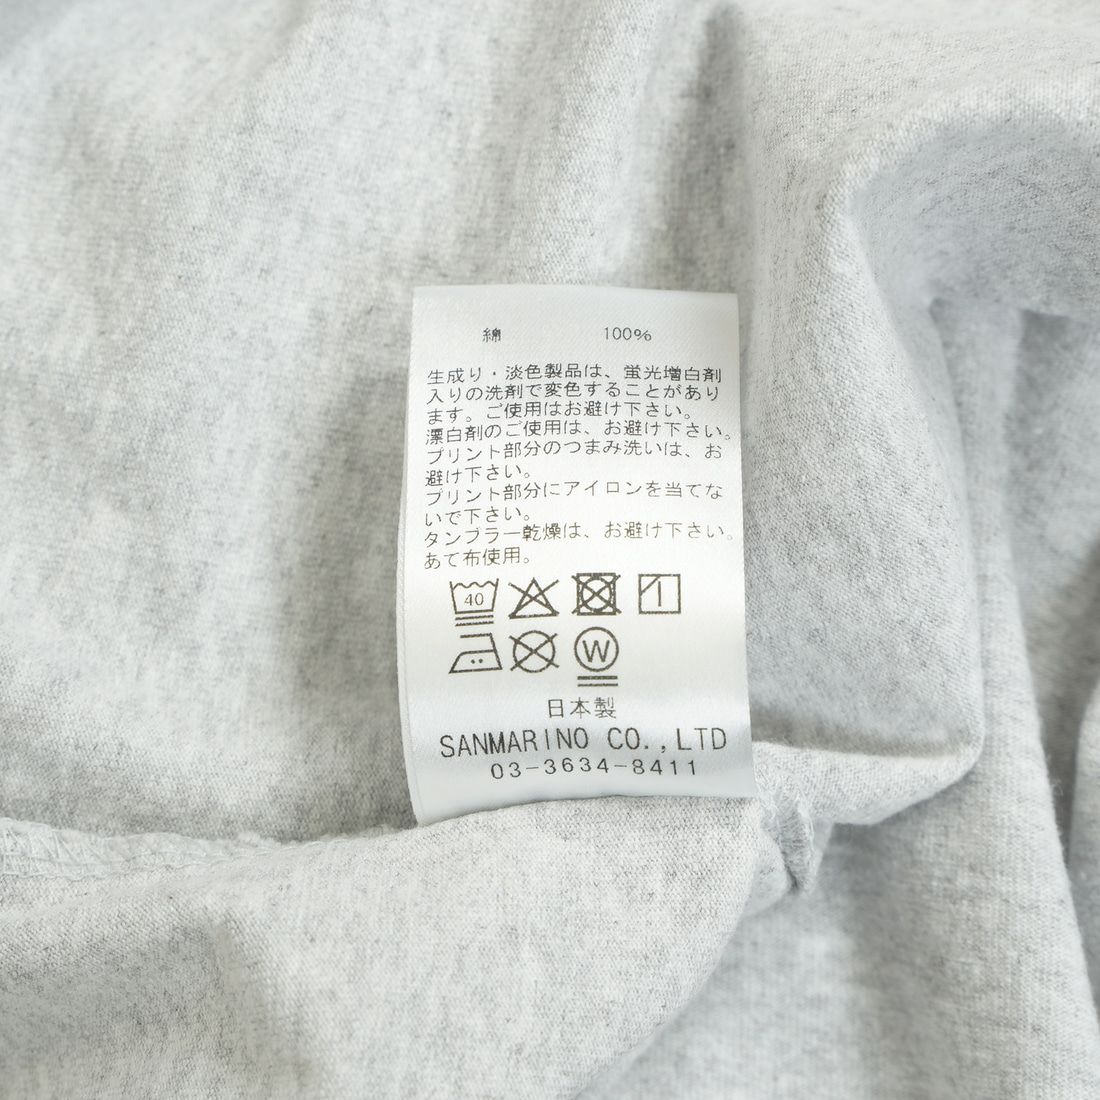 綿 100%
生成り・淡色製品は、蛍光増白剤
入りの洗剤で変色することがあり
ます。ご使用はお避け下さい。
漂白剤のご使用は、お避け下さい。
プリント部分のつまみ洗いは、お
避け下さい。
プリント部分にアイロンを当てな
いで下さい。
タンブラー乾燥は、お避け下さい。
あて布使用。
40
W
日本製
SANMARINO CO.,LTD
03-3634-8411